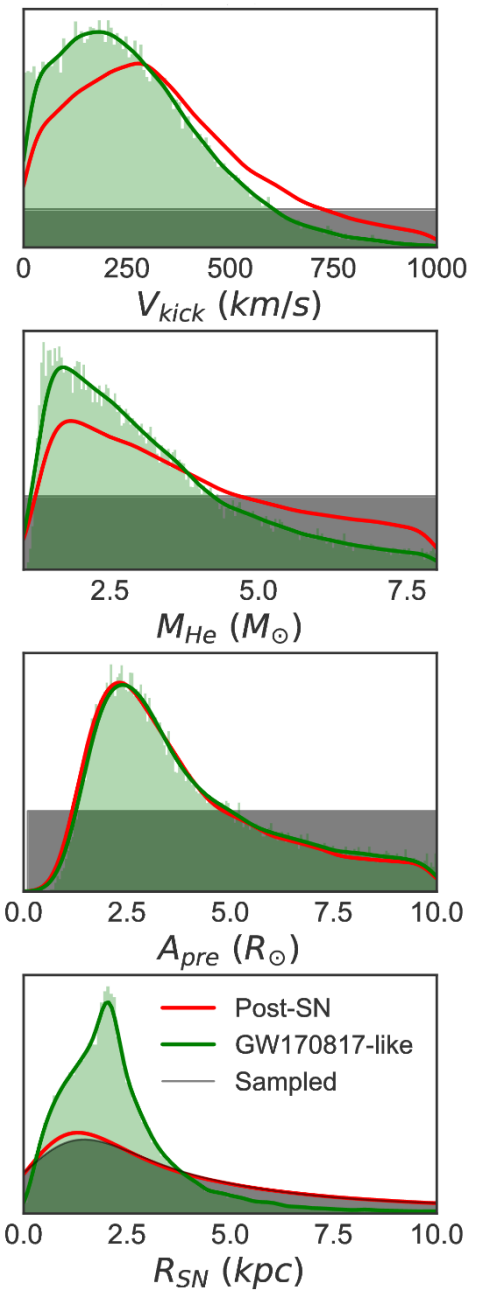 0 250 500 750 1000
V_kick (km/s)
2.5 5.0 7.5
M_He (M_⊙)
0.0 2.5 5.0 7.5 10.0
A_pre (R_⊙)
Post-SN
GW170817-like
Sampled
0.0 2.5 5.0 7.5 10.0
R_SN (kpc)